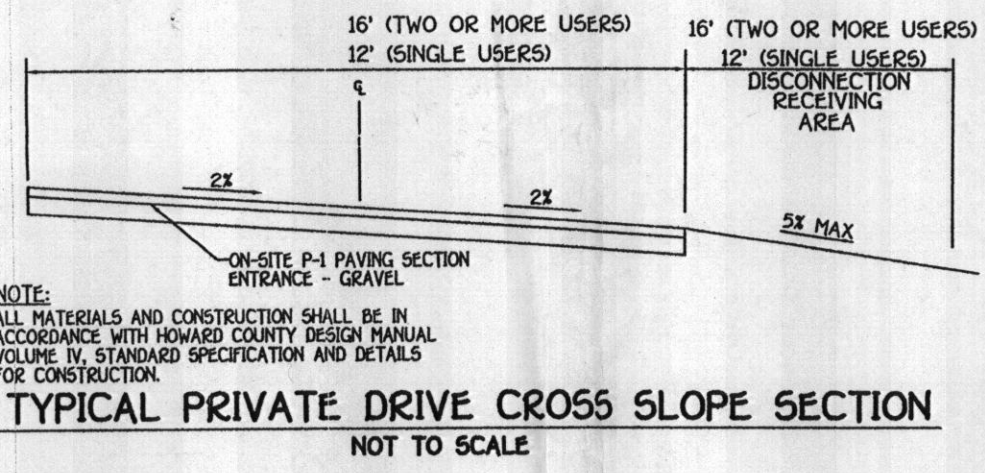 16' (TWO OR MORE USERS)
12' (SINGLE USERS)
16' (TWO OR MORE USERS)
12' (SINGLE USERS)
DISCONNECTION
RECEIVING
AREA
℄
2%
2%
5% MAX
ON-SITE P-1 PAVING SECTION
ENTRANCE - GRAVEL
NOTE:
ALL MATERIALS AND CONSTRUCTION SHALL BE IN
ACCORDANCE WITH HOWARD COUNTY DESIGN MANUAL
VOLUME IV, STANDARD SPECIFICATION AND DETAILS
FOR CONSTRUCTION.
TYPICAL PRIVATE DRIVE CROSS SLOPE SECTION
NOT TO SCALE